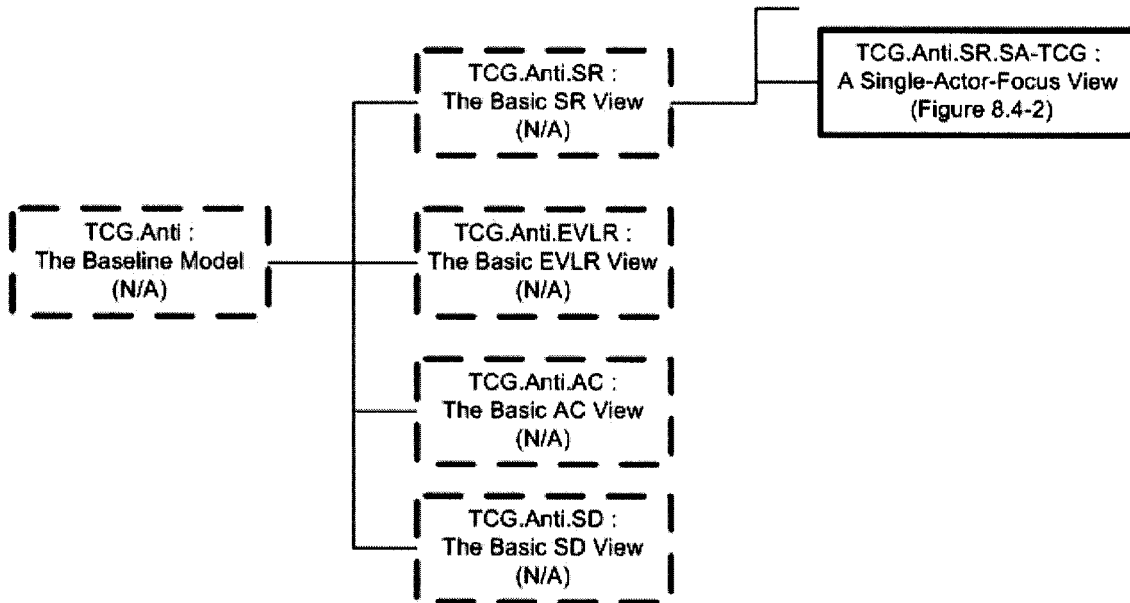 TCG.Anti.SR :
The Basic SR View
(N/A)
TCG.Anti.SR.SA-TCG :
A Single-Actor-Focus View
(Figure 8.4-2)
TCG.Anti :
The Baseline Model
(N/A)
TCG.Anti.EVLR :
The Basic EVLR View
(N/A)
TCG.Anti.AC :
The Basic AC View
(N/A)
TCG.Anti.SD :
The Basic SD View
(N/A)